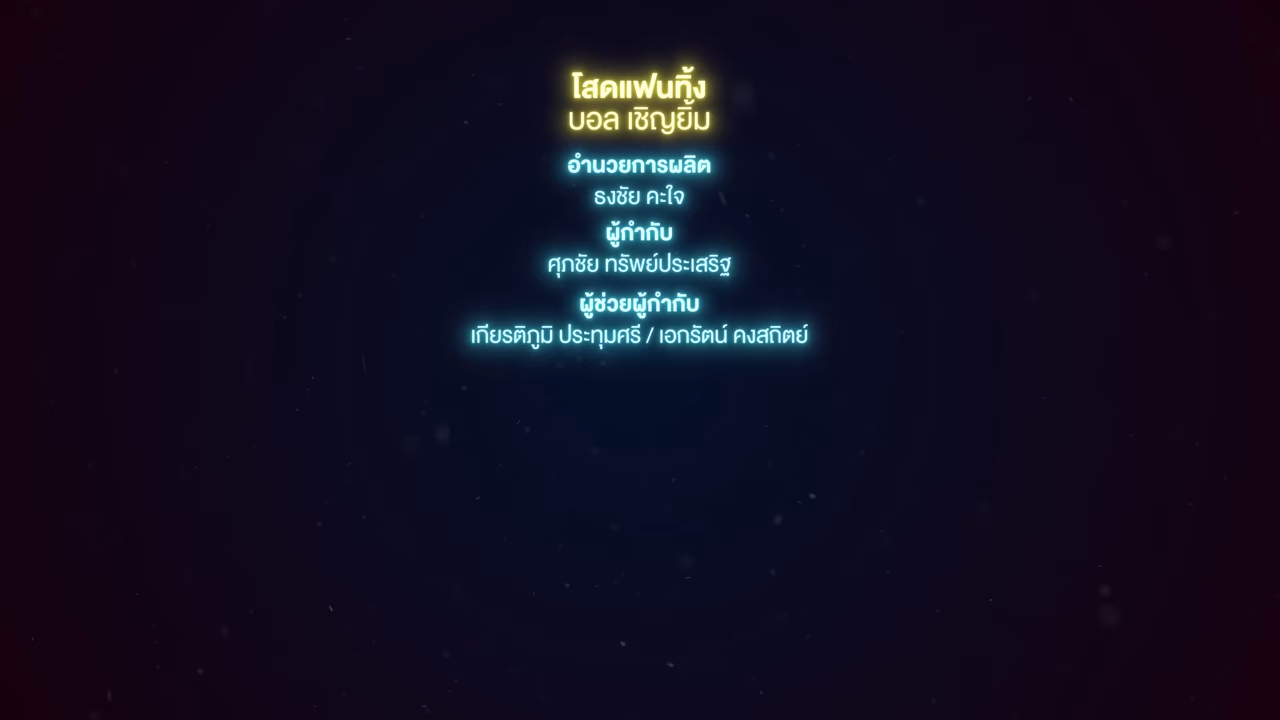 โสดแฟนทิ้ง
บอล เชิญยิ้ม
อำนวยการผลิต
ธงชัย คะใจ
ผู้กำกับ
ศุภชัย ทรัพย์ประเสริฐ
ผู้ช่วยผู้กำกับ
เกียรติภูมิ ประทุมศรี / เอกรัตน์ คงสถิตย์